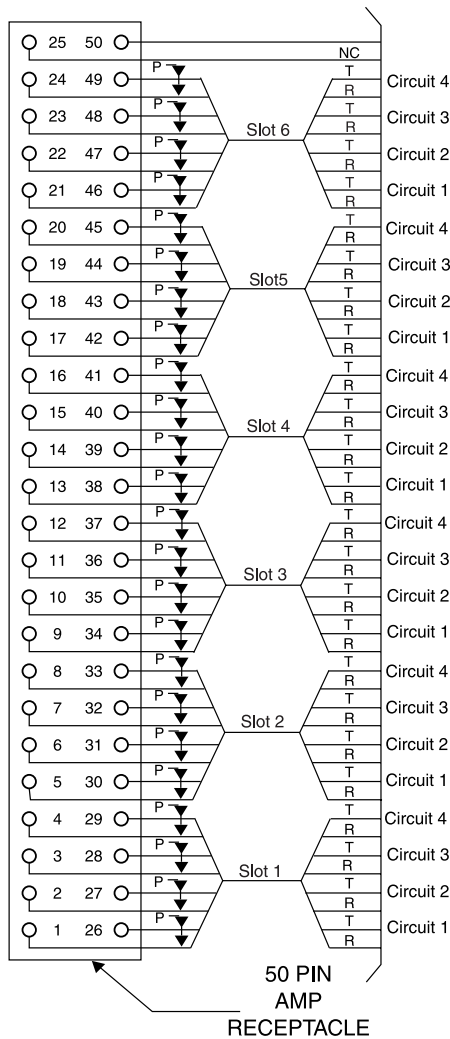 25 50
NC
24 49 P T Circuit 4
R
23 48 P Slot 6 T Circuit 3
R
22 47 P T Circuit 2
R
21 46 P T Circuit 1
R
20 45 P T Circuit 4
R
19 44 P Slot5 T Circuit 3
R
18 43 P T Circuit 2
R
17 42 P T Circuit 1
R
16 41 P T Circuit 4
R
15 40 P Slot 4 T Circuit 3
R
14 39 P T Circuit 2
R
13 38 P T Circuit 1
R
12 37 P T Circuit 4
R
11 36 P Slot 3 T Circuit 3
R
10 35 P T Circuit 2
R
9 34 P T Circuit 1
R
8 33 P T Circuit 4
R
7 32 P Slot 2 T Circuit 3
R
6 31 P T Circuit 2
R
5 30 P T Circuit 1
R
4 29 P T Circuit 4
R
3 28 P Slot 1 T Circuit 3
R
2 27 P T Circuit 2
R
1 26 P T Circuit 1
R
50 PIN
AMP
RECEPTACLE